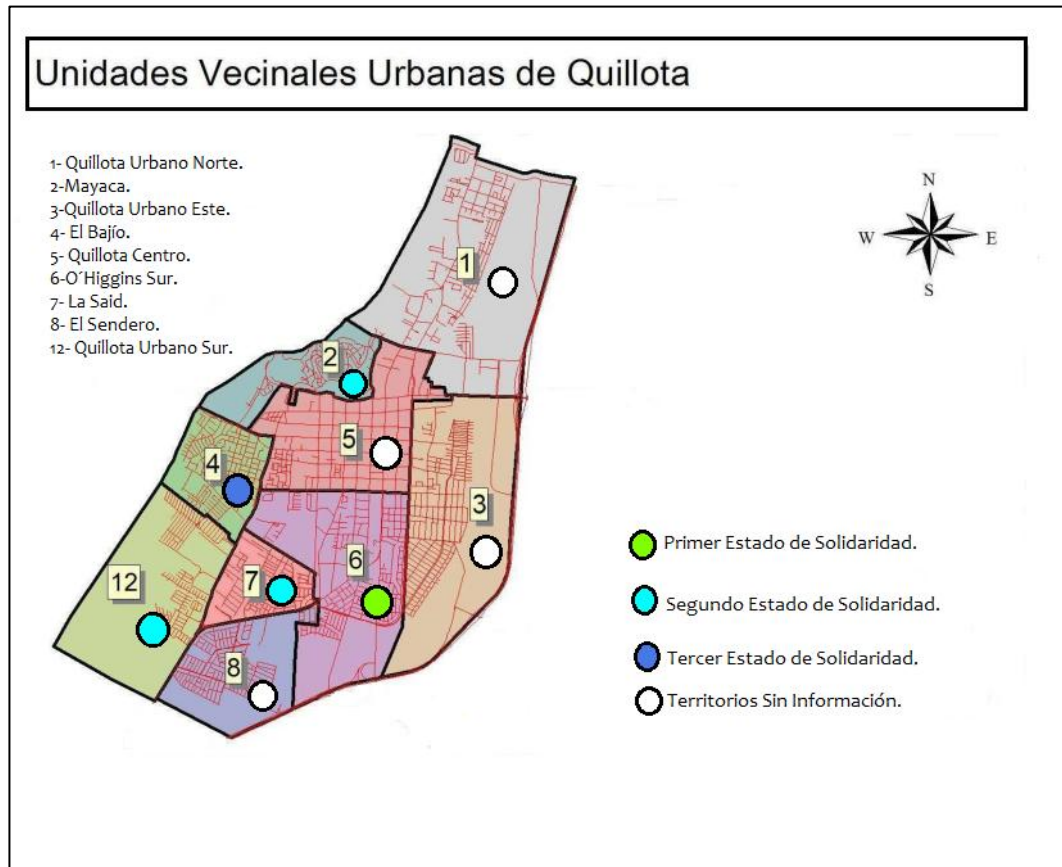 Unidades Vecinales Urbanas de Quillota
1- Quillota Urbano Norte.
2-Mayaca.
3-Quillota Urbano Este.
4- El Bajío.
5- Quillota Centro.
6-O´Higgins Sur.
7- La Said.
8- El Sendero.
12- Quillota Urbano Sur.
N
W
E
S
1
2
5
4
3
6
7
12
8
Primer Estado de Solidaridad.
Segundo Estado de Solidaridad.
Tercer Estado de Solidaridad.
Territorios Sin Información.